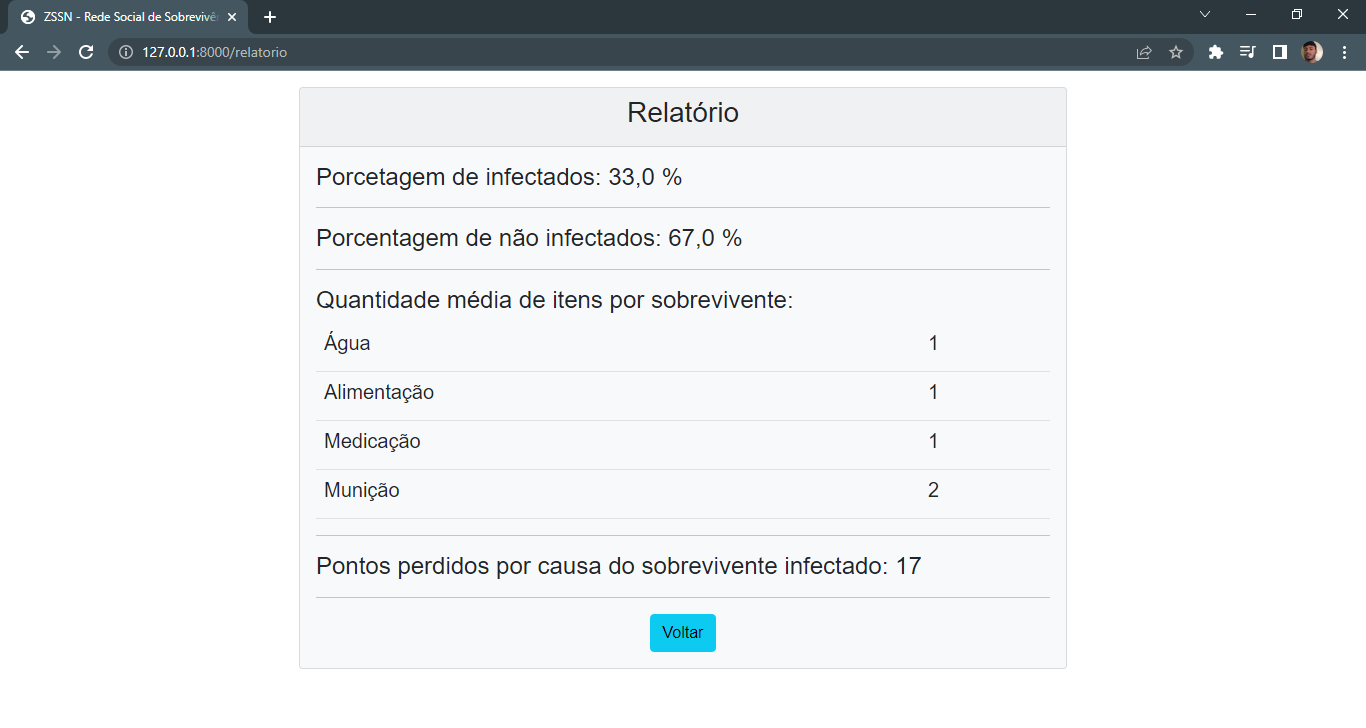 ZSSN - Rede Social de Sobrevivê
127.0.0.1:8000/relatorio
Relatório
Porcetagem de infectados: 33,0 %
Porcentagem de não infectados: 67,0 %
Quantidade média de itens por sobrevivente:
Água 1
Alimentação 1
Medicação 1
Munição 2
Pontos perdidos por causa do sobrevivente infectado: 17
Voltar